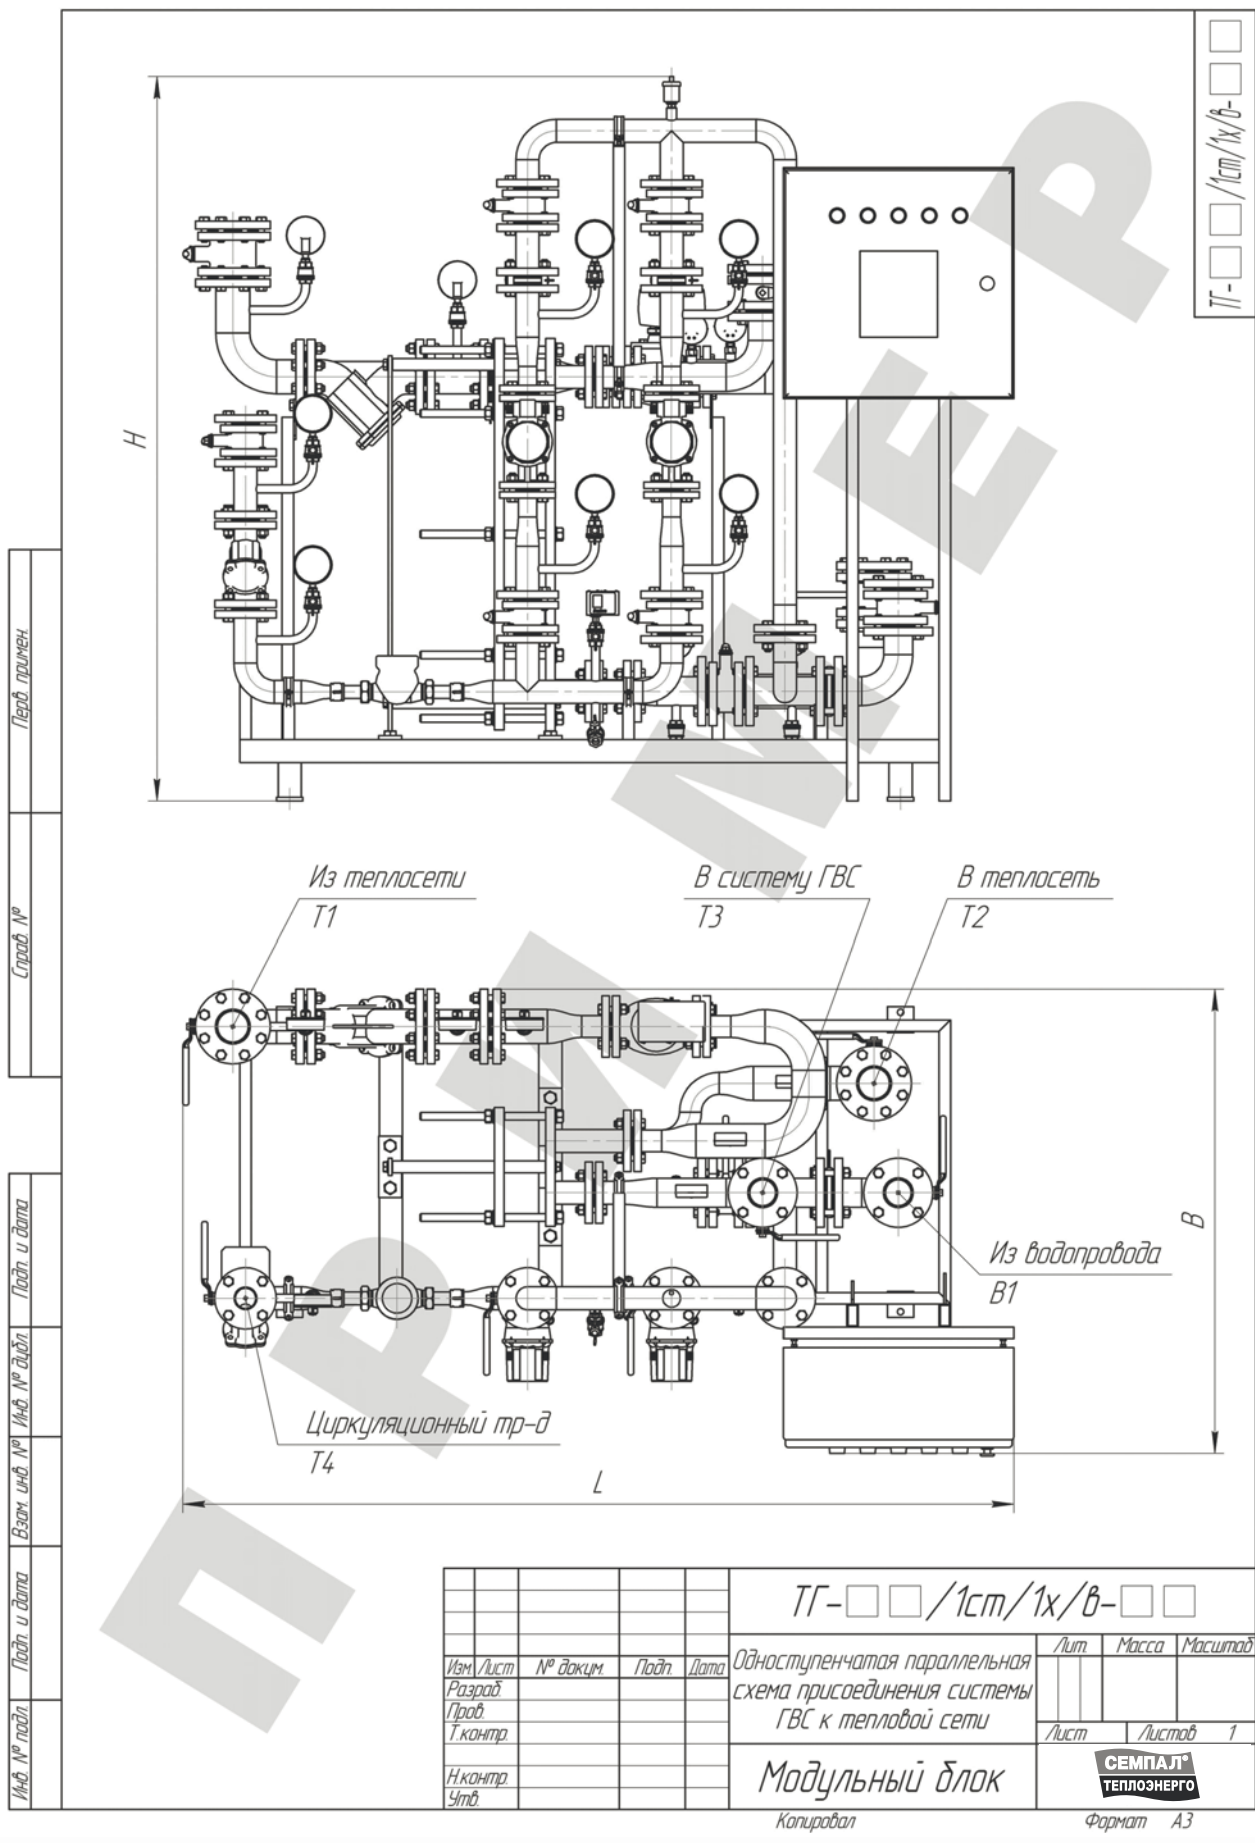 ТГ-□ □/1ст/1х/в-□ □
H
ПРИМЕР
Перв. примен.
Справ. №
Подп. и дата
Инв. № дубл.
Взам. инв. №
Подп. и дата
Инв. № подл.
Из теплосети
Т1
В систему ГВС
Т3
В теплосеть
Т2
B
Из водопровода
В1
Циркуляционный тр-д
Т4
L
ТГ-□ □/1ст/1х/в-□ □
Изм. Лист № докум. Подп. Дата
Разраб.
Пров.
Т.контр.
Н.контр.
Утв.
Одноступенчатая параллельная
схема присоединения системы
ГВС к тепловой сети
Модульный блок
Лит. Масса Масштаб
Лист Листов 1
СЕМПАЛ®
ТЕПЛОЭНЕРГО
Копировал Формат А3